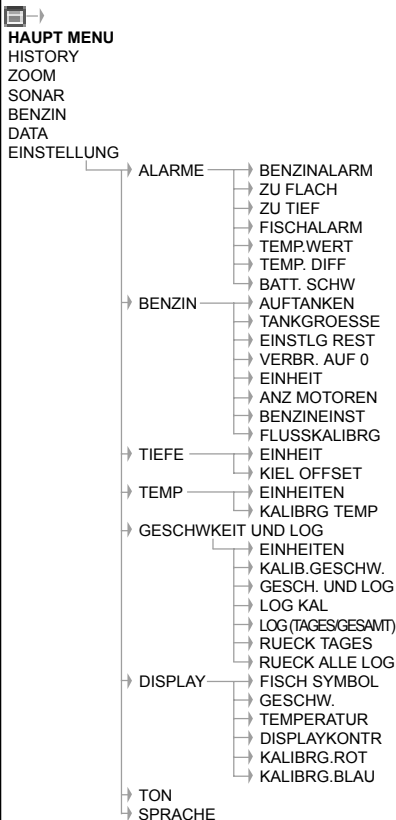 HAUPT MENU
HISTORY
ZOOM
SONAR
BENZIN
DATA
EINSTELLUNG
ALARME
BENZINALARM
ZU FLACH
ZU TIEF
FISCHALARM
TEMP.WERT
TEMP. DIFF
BATT. SCHW
BENZIN
AUFTANKEN
TANKGROESSE
EINSTLG REST
VERBR. AUF 0
EINHEIT
ANZ MOTOREN
BENZINEINST
FLUSSKALIBRG
TIEFE
EINHEIT
KIEL OFFSET
TEMP
EINHEITEN
KALIBRG TEMP
GESCHWKEIT UND LOG
EINHEITEN
KALIB.GESCHW.
GESCH. UND LOG
LOG KAL
LOG (TAGES/GESAMT)
RUECK TAGES
RUECK ALLE LOG
DISPLAY
FISCH SYMBOL
GESCHW.
TEMPERATUR
DISPLAYKONTR
KALIBRG.ROT
KALIBRG.BLAU
TON
SPRACHE